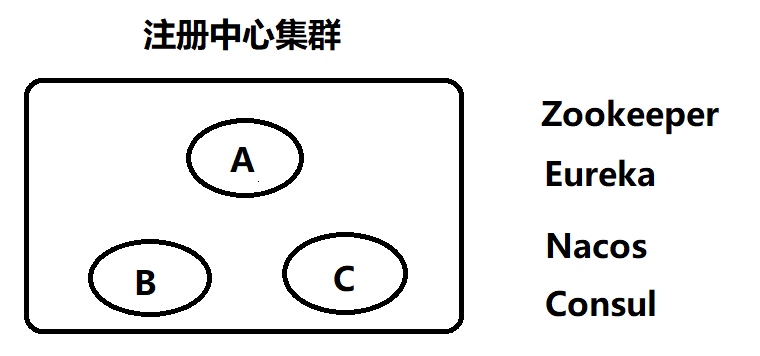 注册中心集群
A
B
C
Zookeeper
Eureka
Nacos
Consul